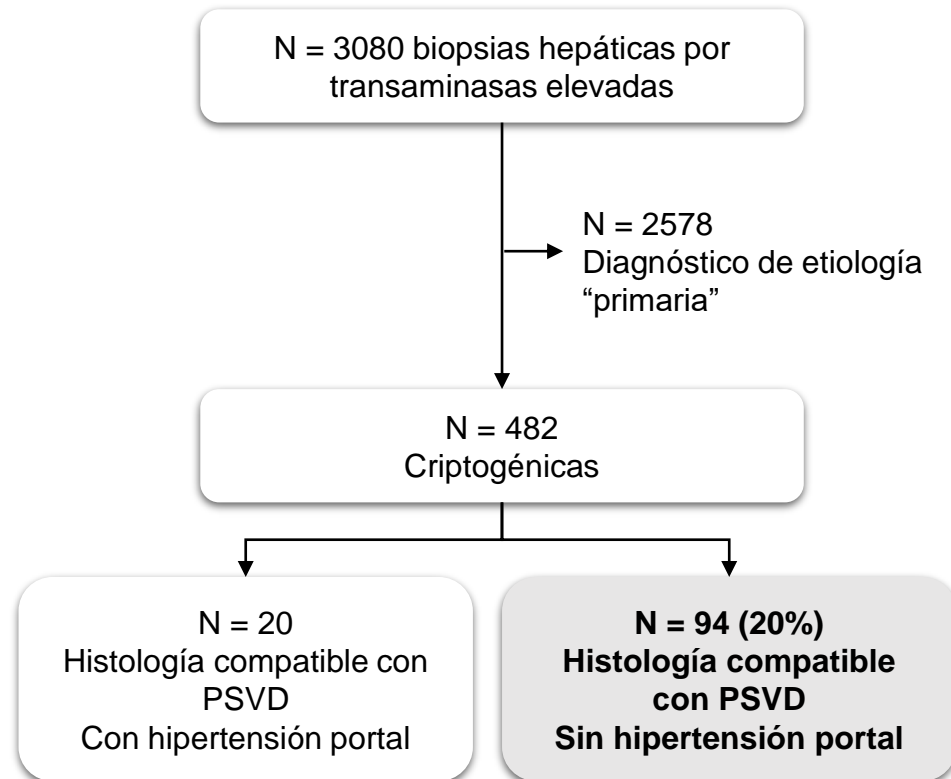 N = 3080 biopsias hepáticas por
transaminasas elevadas
N = 2578
Diagnóstico de etiología
“primaria”
N = 482
Criptogénicas
N = 20
Histología compatible con
PSVD
Con hipertensión portal
N = 94 (20%)
Histología compatible
con PSVD
Sin hipertensión portal